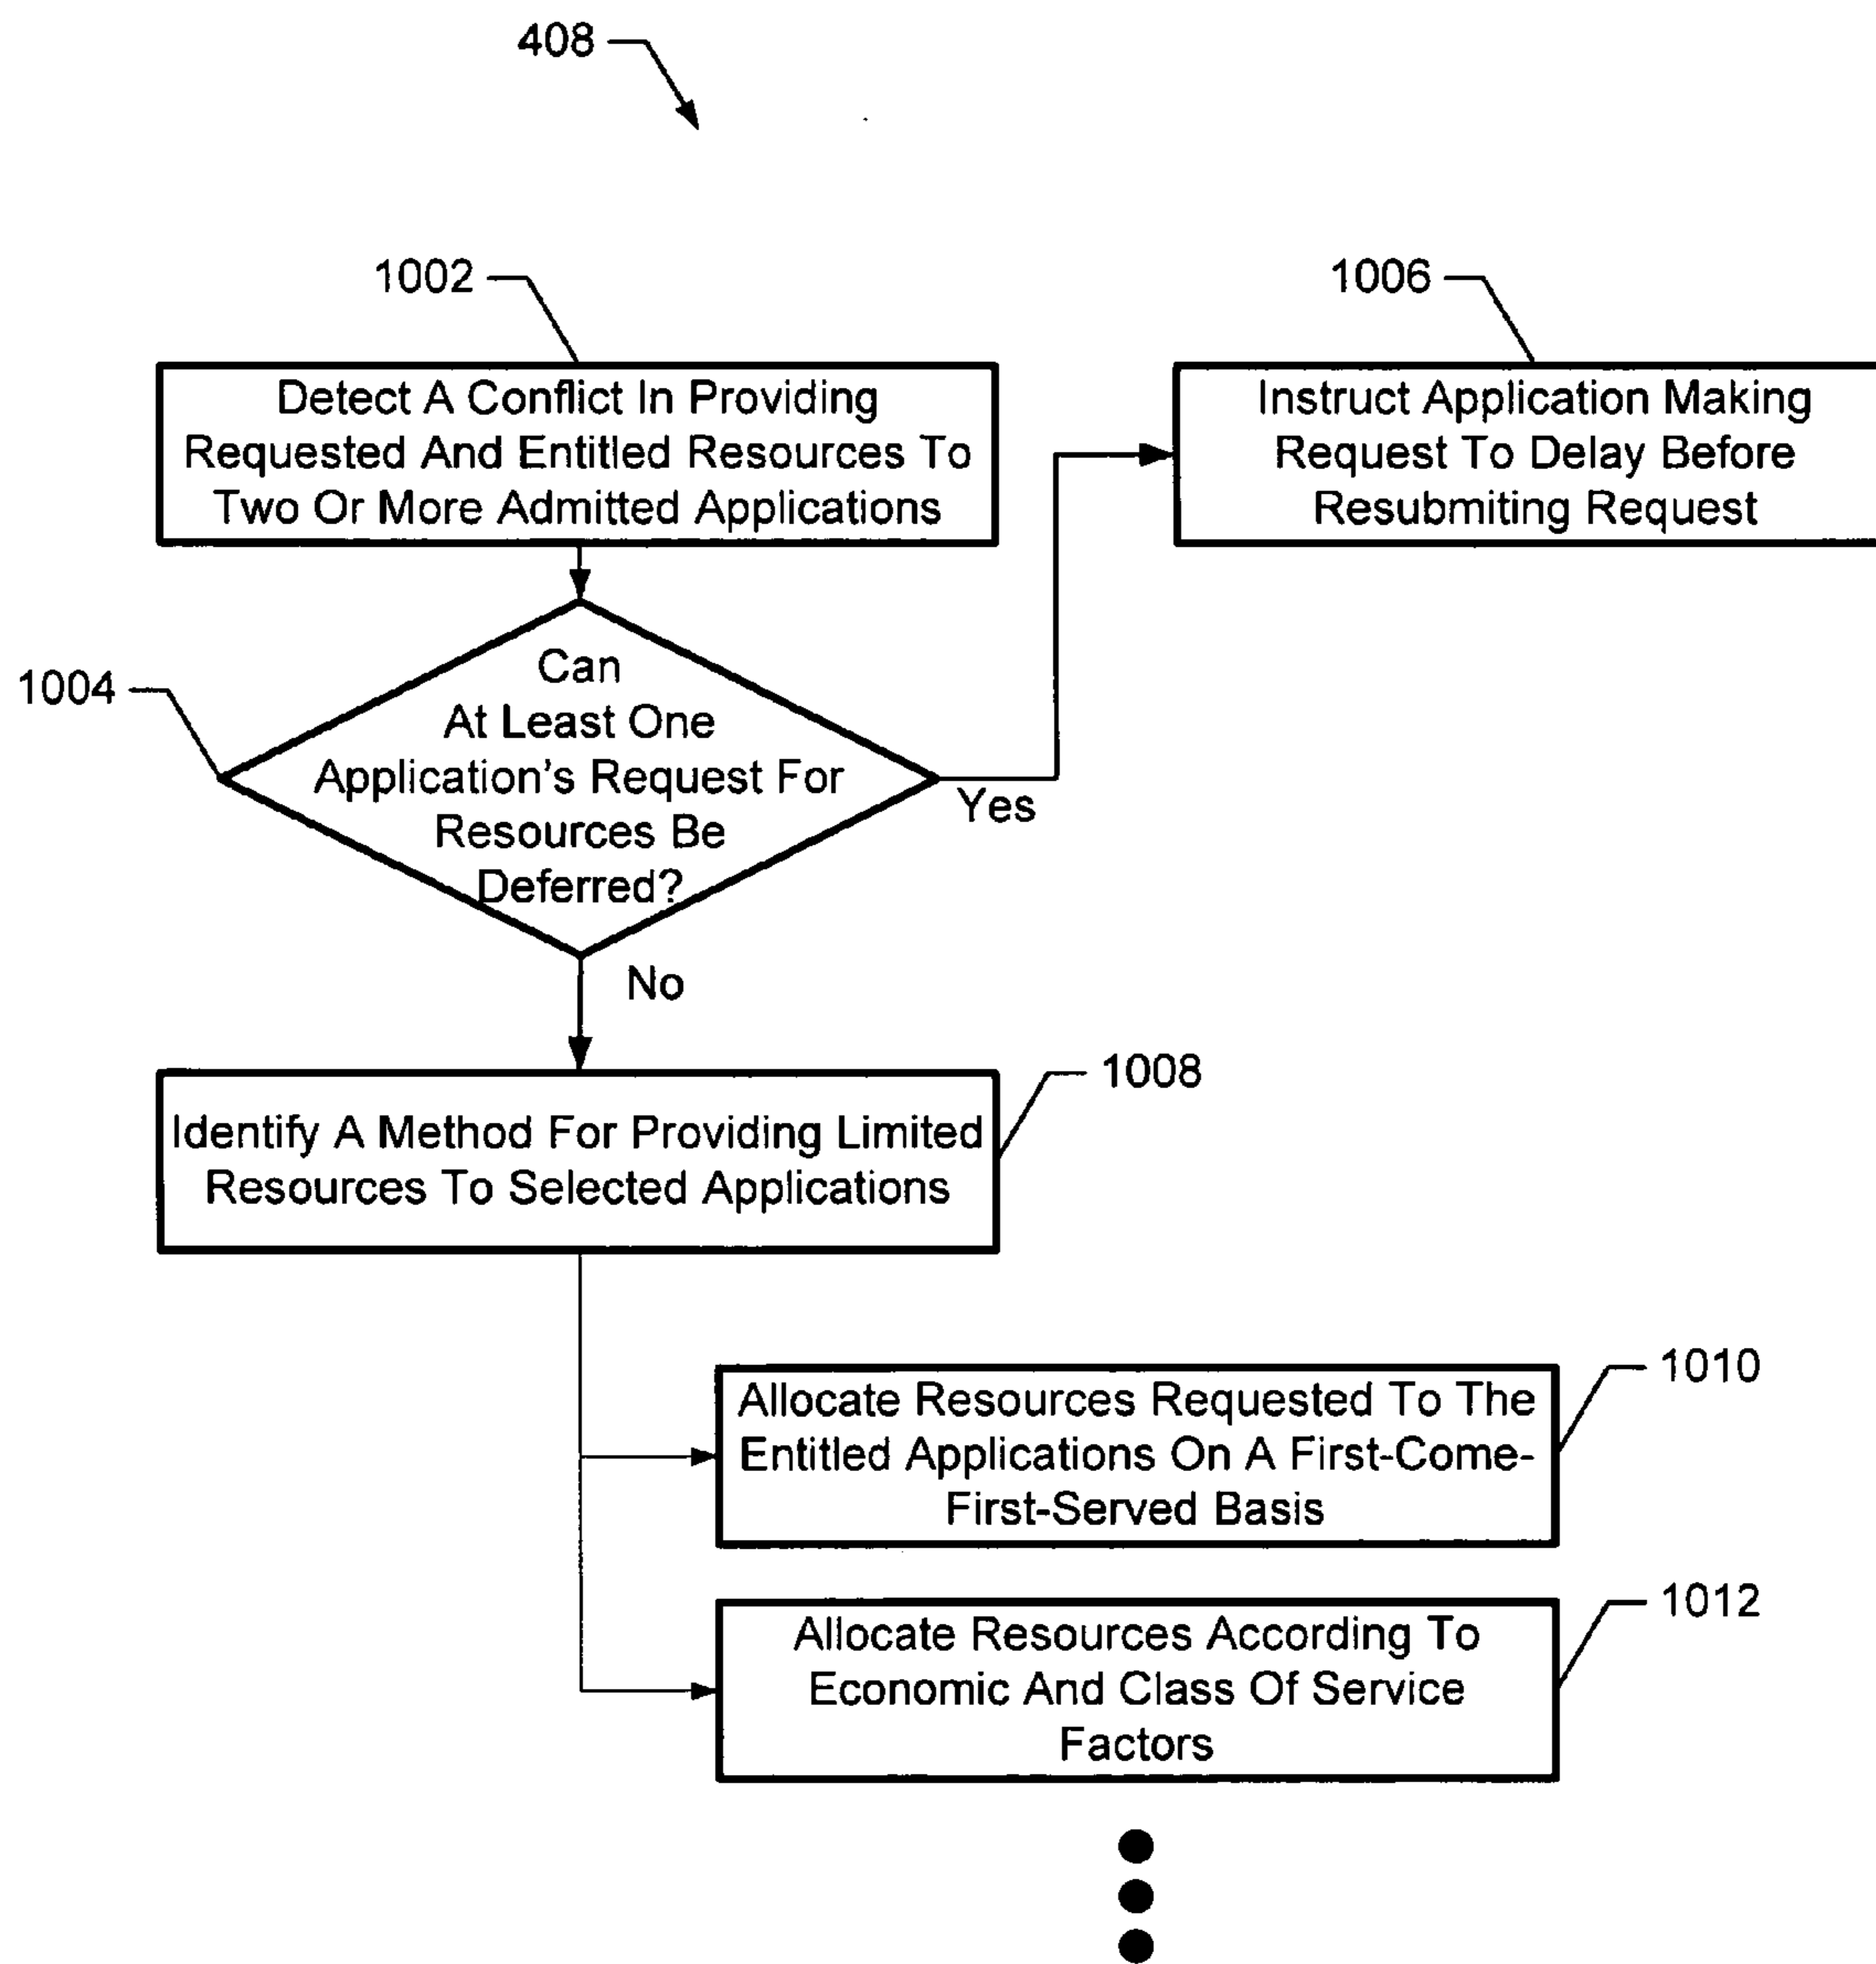 408
1002
Detect A Conflict In Providing
Requested And Entitled Resources To
Two Or More Admitted Applications
1006
Instruct Application Making
Request To Delay Before
Resubmiting Request
1004
Can
At Least One
Application's Request For
Resources Be
Deferred?
Yes
No
1008
Identify A Method For Providing Limited
Resources To Selected Applications
1010
Allocate Resources Requested To The
Entitled Applications On A First-Come-
First-Served Basis
1012
Allocate Resources According To
Economic And Class Of Service
Factors